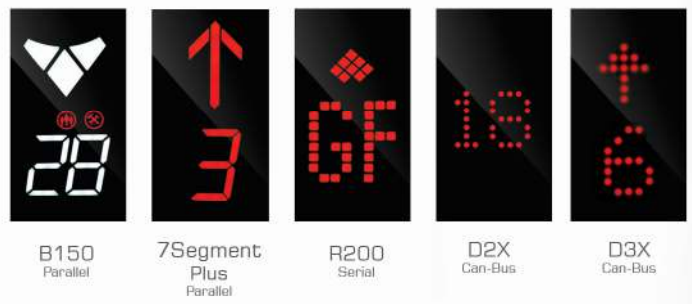 28
3
GF
18
6
B150
Parallel
7Segment
Plus
Parallel
R200
Serial
D2X
Can-Bus
D3X
Can-Bus